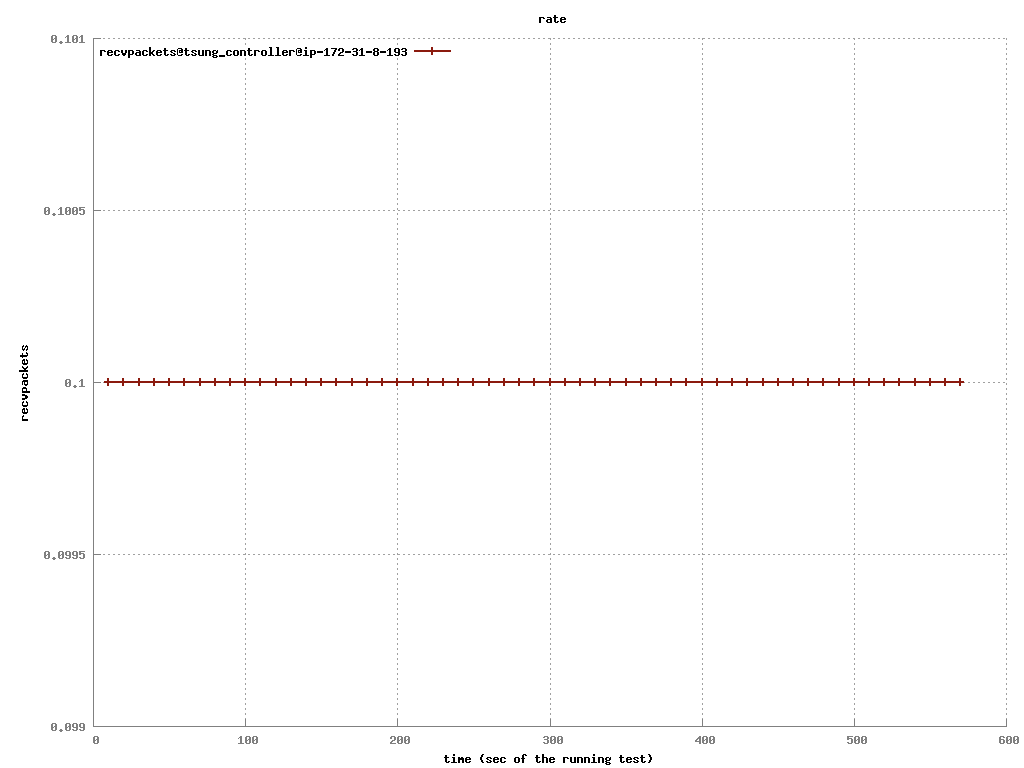 rate
0.101
recvpackets@tsung_controller@ip-172-31-8-193
0.1005
recvpackets
0.1
0.0995
0.099
0 100 200 300 400 500 600
time (sec of the running test)